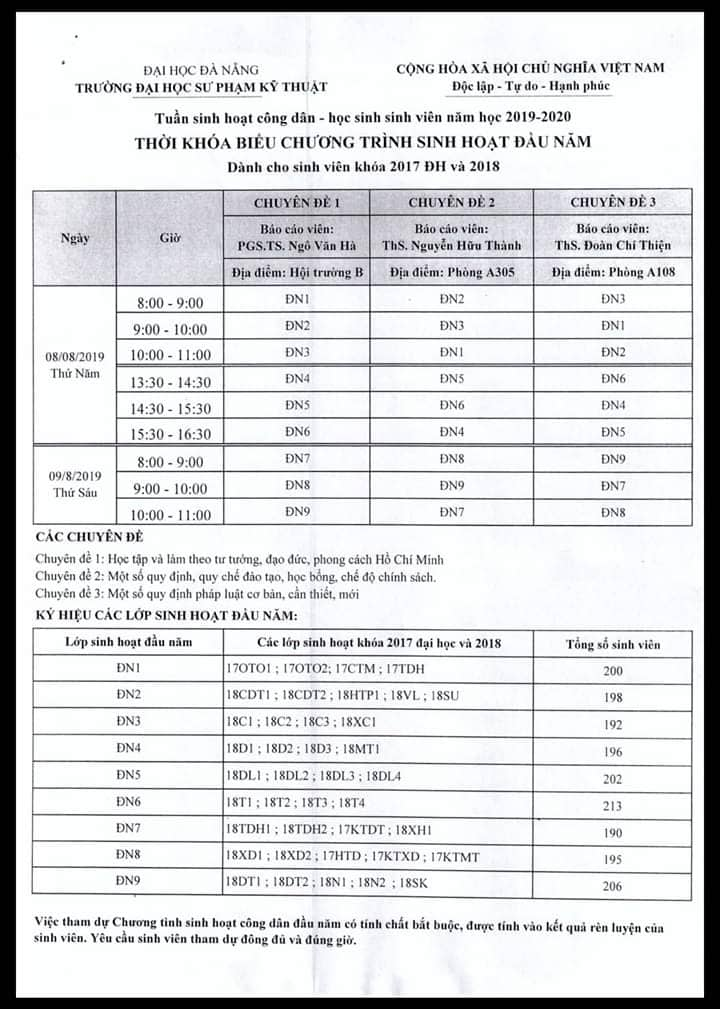 ĐẠI HỌC ĐÀ NẴNG
TRƯỜNG ĐẠI HỌC SƯ PHẠM KỸ THUẬT
CỘNG HÒA XÃ HỘI CHỦ NGHĨA VIỆT NAM
Độc lập - Tự do - Hạnh phúc
Tuần sinh hoạt công dân - học sinh sinh viên năm học 2019-2020
THỜI KHÓA BIỂU CHƯƠNG TRÌNH SINH HOẠT ĐẦU NĂM
Dành cho sinh viên khóa 2017 ĐH và 2018
Ngày Giờ CHUYÊN ĐỀ 1 CHUYÊN ĐỀ 2 CHUYÊN ĐỀ 3
Báo cáo viên: Báo cáo viên: Báo cáo viên:
PGS.TS. Ngô Văn Hà ThS. Nguyễn Hữu Thành ThS. Đoàn Chí Thiện
Địa điểm: Hội trường B Địa điểm: Phòng A305 Địa điểm: Phòng A108
08/08/2019
Thứ Năm
8:00 - 9:00 ĐN1 ĐN2 ĐN3
9:00 - 10:00 ĐN2 ĐN3 ĐN1
10:00 - 11:00 ĐN3 ĐN1 ĐN2
13:30 - 14:30 ĐN4 ĐN5 ĐN6
14:30 - 15:30 ĐN5 ĐN6 ĐN4
15:30 - 16:30 ĐN6 ĐN4 ĐN5
09/8/2019
Thứ Sáu
8:00 - 9:00 ĐN7 ĐN8 ĐN9
9:00 - 10:00 ĐN8 ĐN9 ĐN7
10:00 - 11:00 ĐN9 ĐN7 ĐN8
CÁC CHUYÊN ĐỀ
Chuyên đề 1: Học tập và làm theo tư tưởng, đạo đức, phong cách Hồ Chí Minh
Chuyên đề 2: Một số quy định, quy chế đào tạo, học bổng, chế độ chính sách.
Chuyên đề 3: Một số quy định pháp luật cơ bản, cần thiết, mới
KÝ HIỆU CÁC LỚP SINH HOẠT ĐẦU NĂM:
Lớp sinh hoạt đầu năm Các lớp sinh hoạt khóa 2017 đại học và 2018 Tổng số sinh viên
ĐN1 17OTO1 ; 17OTO2; 17CTM ; 17TDH 200
ĐN2 18CDT1 ; 18CDT2 ; 18HTP1 ; 18VL ; 18SU 198
ĐN3 18C1 ; 18C2 ; 18C3 ; 18XC1 192
ĐN4 18D1 ; 18D2 ; 18D3 ; 18MT1 196
ĐN5 18DL1 ; 18DL2 ; 18DL3 ; 18DL4 202
ĐN6 18T1 ; 18T2 ; 18T3 ; 18T4 213
ĐN7 18TDH1 ; 18TDH2 ; 17KTDT ; 18XH1 190
ĐN8 18XD1 ; 18XD2 ; 17HTD ; 17KTXD ; 17KTMT 195
ĐN9 18DT1 ; 18DT2 ; 18N1 ; 18N2 ; 18SK 206
Việc tham dự Chương tình sinh hoạt công dân đầu năm có tính chất bắt buộc, được tính vào kết quả rèn luyện của
sinh viên. Yêu cầu sinh viên tham dự đông đủ và đúng giờ.